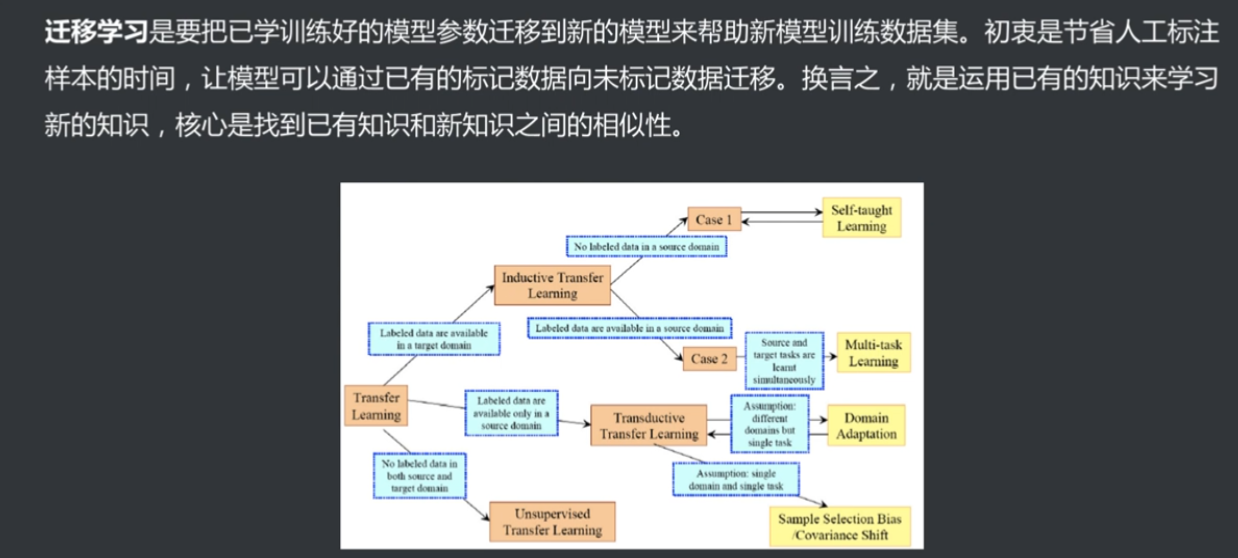 迁移学习是要把已学训练好的模型参数迁移到新的模型来帮助新模型训练数据集。初衷是节省人工标注
样本的时间，让模型可以通过已有的标记数据向未标记数据迁移。换言之，就是运用已有的知识来学习
新的知识，核心是找到已有知识和新知识之间的相似性。
Case 1
Self-taught
Learning
No labeled data in a source domain
Inductive Transfer
Learning
Labeled data are available
in a target domain
Labeled data are available in a source domain
Case 2
Source and
target tasks are
learnt
simultaneously
Multi-task
Learning
Transfer
Learning
Labeled data are
available only in a
source domain
Transductive
Transfer Learning
Assumption:
different
domains but
single task
Domain
Adaptation
No labeled data in
both source and
target domain
Assumption: single
domain and single task
Unsupervised
Transfer Learning
Sample Selection Bias
/Covariance Shift